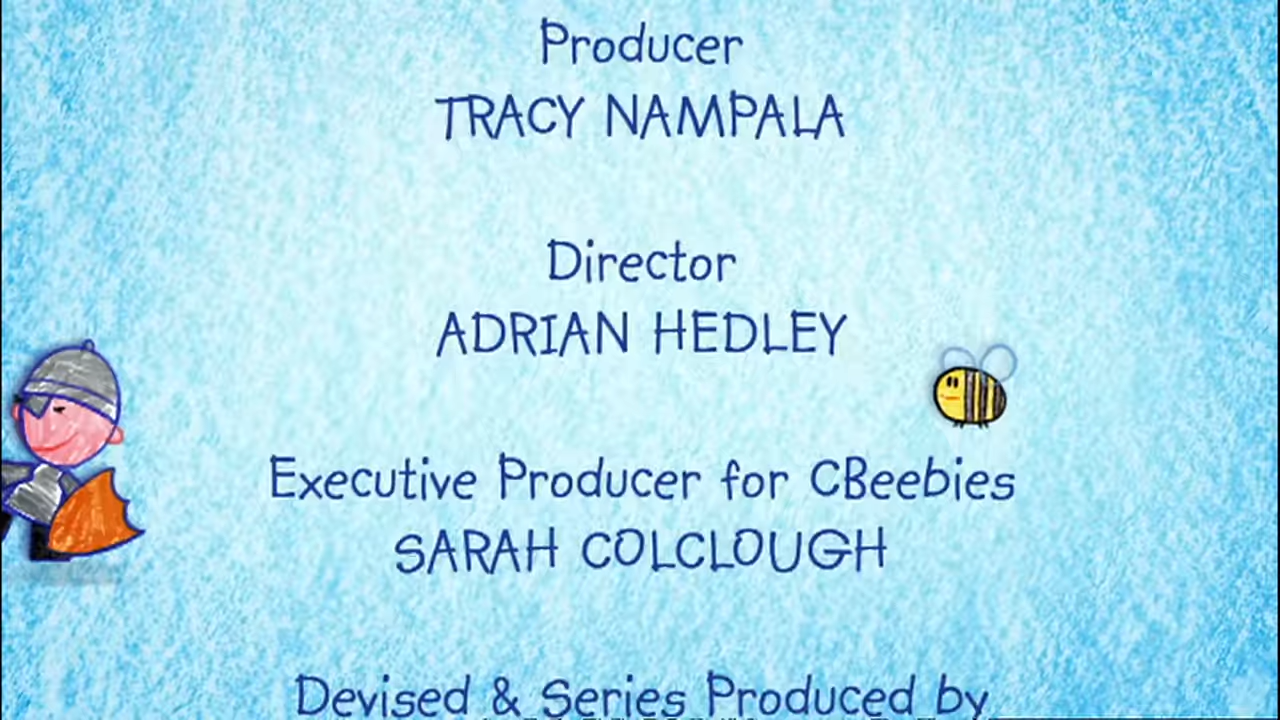 Producer
TRACY NAMPALA
Director
ADRIAN HEDLEY
Executive Producer for CBeebies
SARAH COLCLOUGH
Devised & Series Produced by